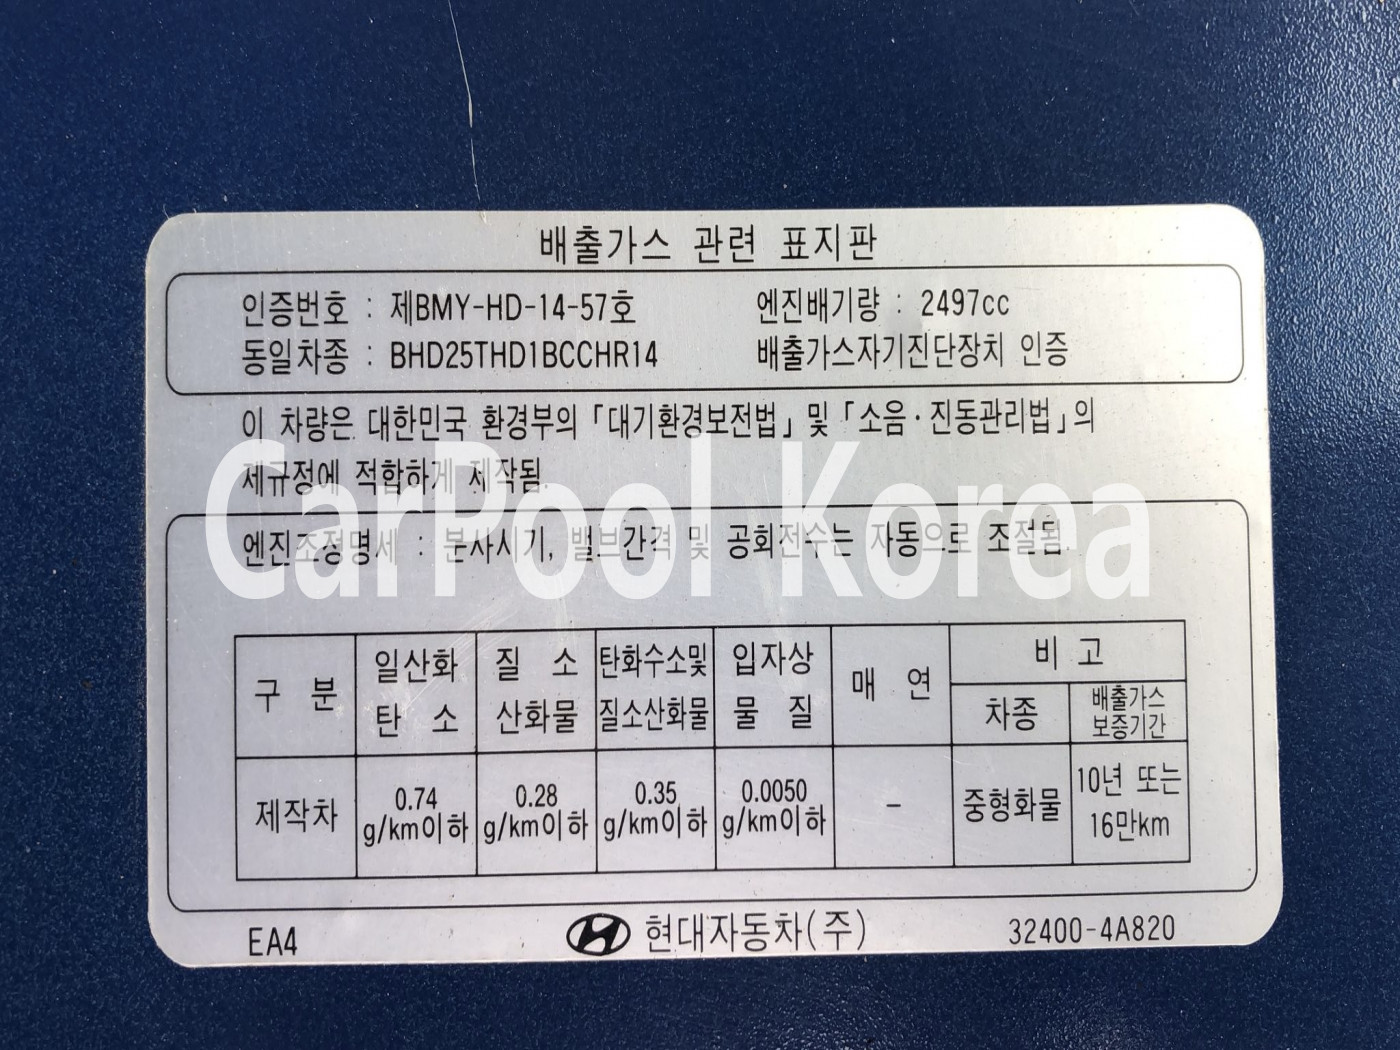 배출가스 관련 표지판
인증번호 : 제BMY-HD-14-57호 엔진배기량 : 2497cc
동일차종 : BHD25THD1BCCHR14 배출가스자기진단장치 인증
이 차량은 대한민국 환경부의 「대기환경보전법」 및 「소음·진동관리법」의
제규정에 적합하게 제작됨.
CarPool Korea
엔진조정명세 : 분사시기, 밸브간격 및 공회전수는 자동으로 조절됨.
구 분 일산화 탄 소 질 소 산화물 탄화수소및 질소산화물 입자상 물 질 매 연 비 고
차종 배출가스 보증기간
제작차 0.74 g/km이하 0.28 g/km이하 0.35 g/km이하 0.0050 g/km이하 - 중형화물 10년 또는 16만km
EA4 현대자동차(주) 32400-4A820